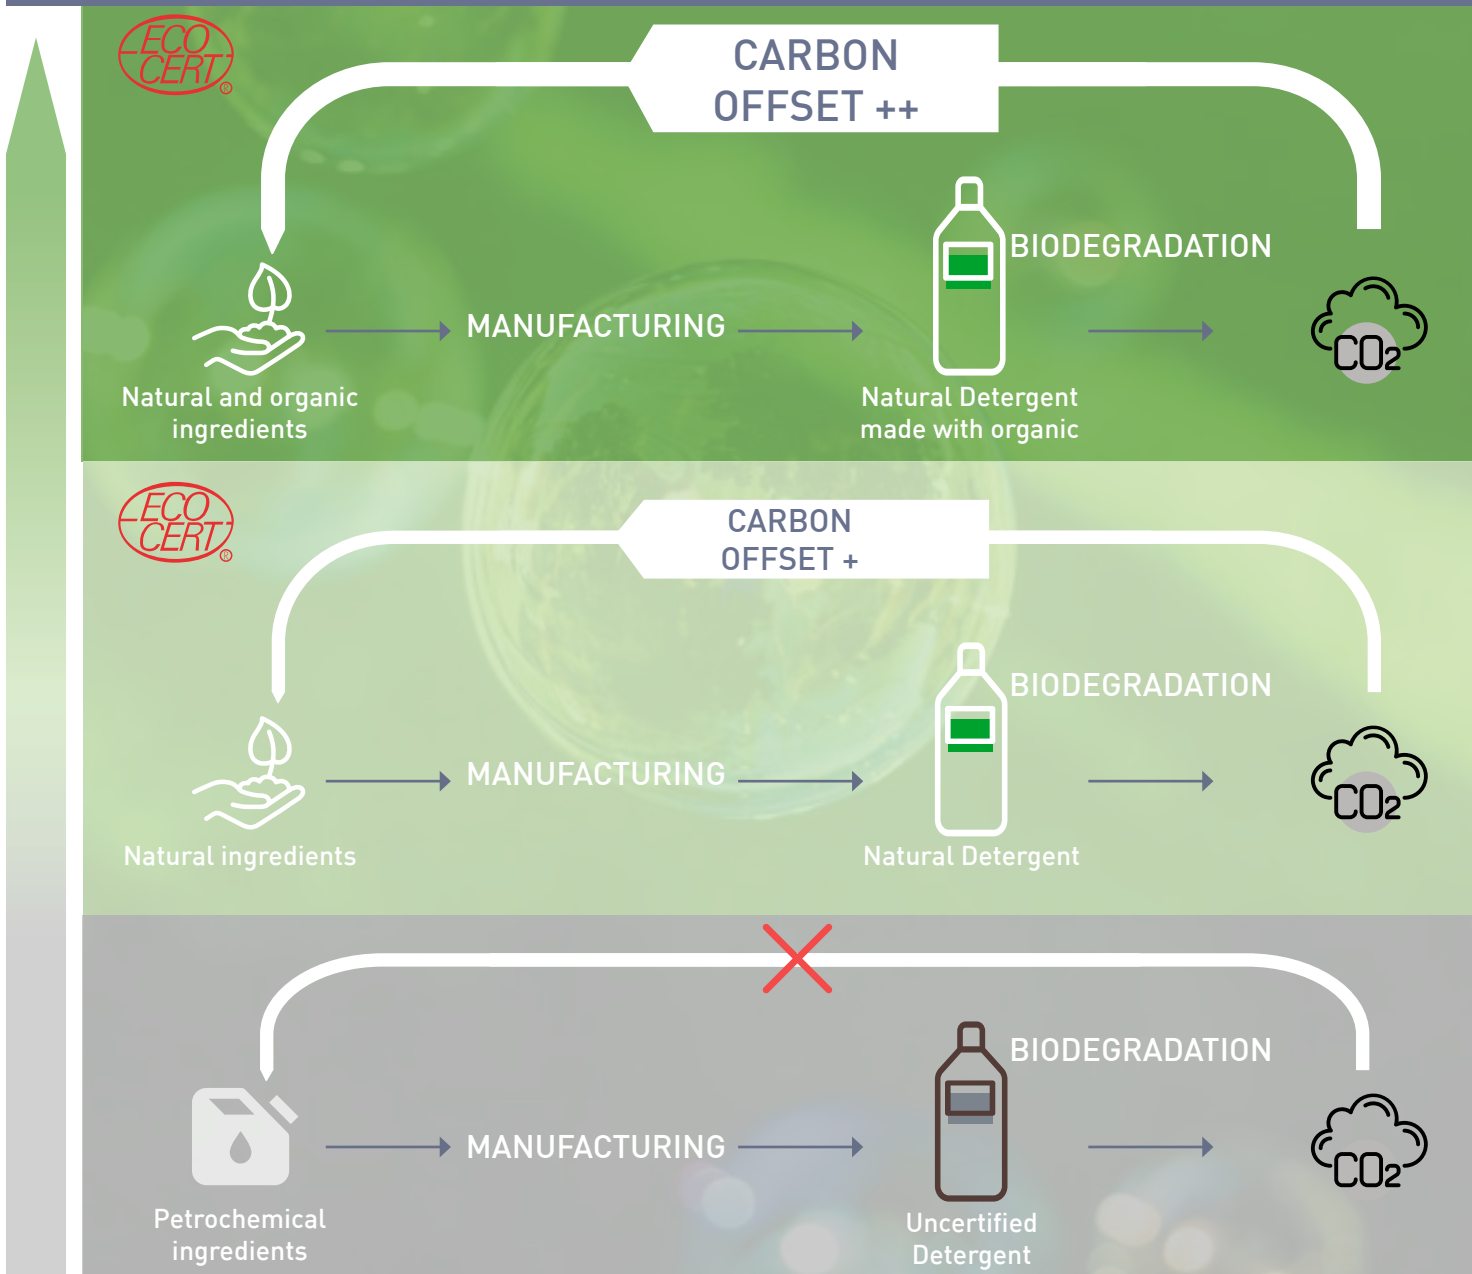 ECO
CERT
®
CARBON
OFFSET ++
BIODEGRADATION
MANUFACTURING
CO2
Natural and organic
ingredients
Natural Detergent
made with organic
ECO
CERT
®
CARBON
OFFSET +
BIODEGRADATION
MANUFACTURING
CO2
Natural ingredients
Natural Detergent
BIODEGRADATION
MANUFACTURING
CO2
Petrochemical
ingredients
Uncertified
Detergent